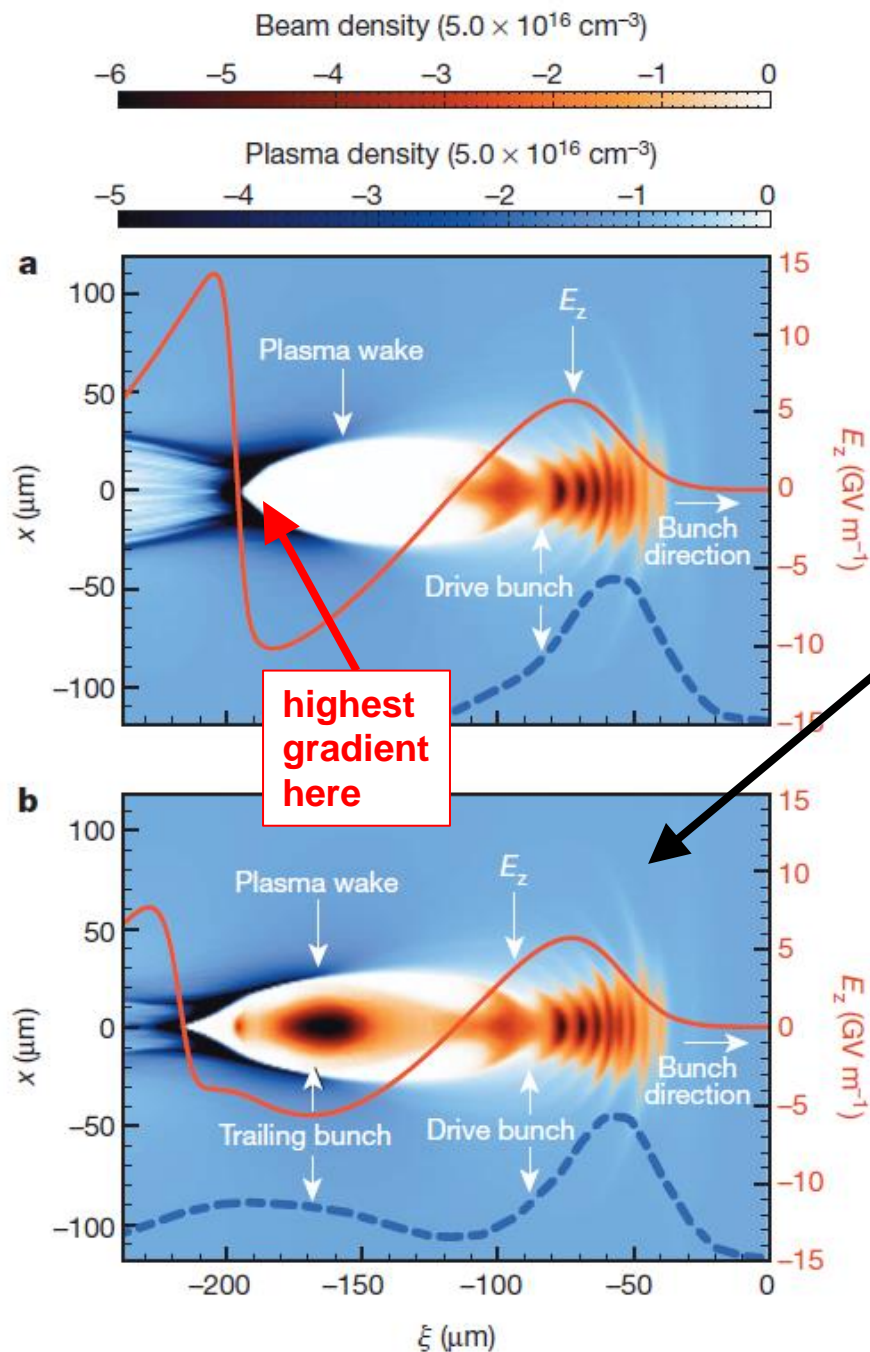 Beam density (5.0 × 10¹⁶ cm⁻³)
−6 −5 −4 −3 −2 −1 0
Plasma density (5.0 × 10¹⁶ cm⁻³)
−5 −4 −3 −2 −1 0
a
100
50
0
−50
−100
x (μm)
Plasma wake
E_z
Drive bunch
Bunch
direction
15
10
5
0
−5
−10
−15
E_z (GV m⁻¹)
highest
gradient
here
b
100
50
0
−50
−100
x (μm)
Plasma wake
E_z
Trailing bunch
Drive bunch
Bunch
direction
15
10
5
0
−5
−10
−15
E_z (GV m⁻¹)
−200 −150 −100 −50 0
ξ (μm)